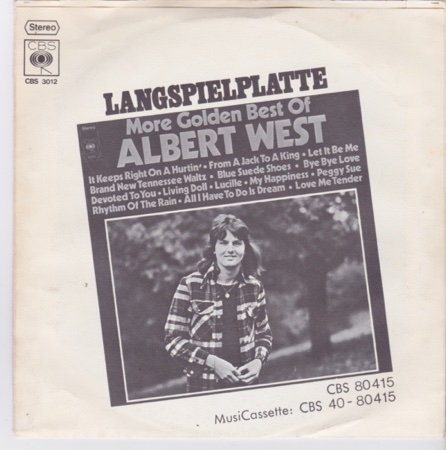 Stereo
CBS
CBS 3012
LANGSPIELPLATTE
More Golden Best Of
ALBERT WEST
It Keeps Right On A Hurtin' • From A Jack To A King • Let It Be Me
Brand New Tennessee Waltz • Blue Suede Shoes • Bye Bye Love
Devoted To You • Living Doll • Lucille • My Happiness • Peggy Sue
Rhythm Of The Rain • All I Have To Do Is Dream • Love Me Tender
CBS 80415
MusiCassette: CBS 40-80415